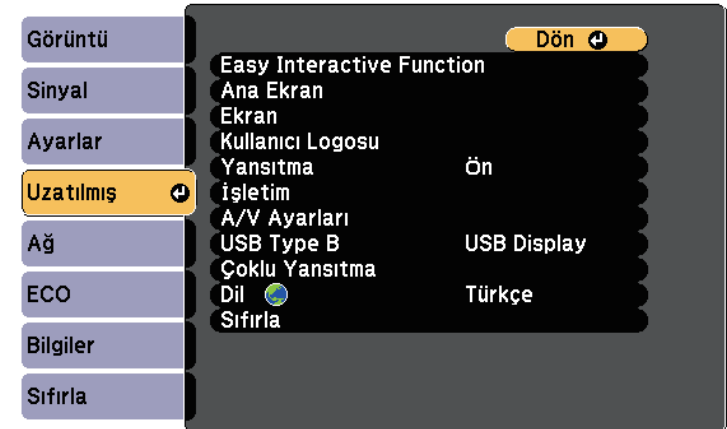 Görüntü
Sinyal
Ayarlar
Uzatılmış
Ağ
ECO
Bilgiler
Sıfırla
Dön
Easy Interactive Function
Ana Ekran
Ekran
Kullanıcı Logosu
Yansıtma Ön
İşletim
A/V Ayarları
USB Type B USB Display
Çoklu Yansıtma
Dil Türkçe
Sıfırla